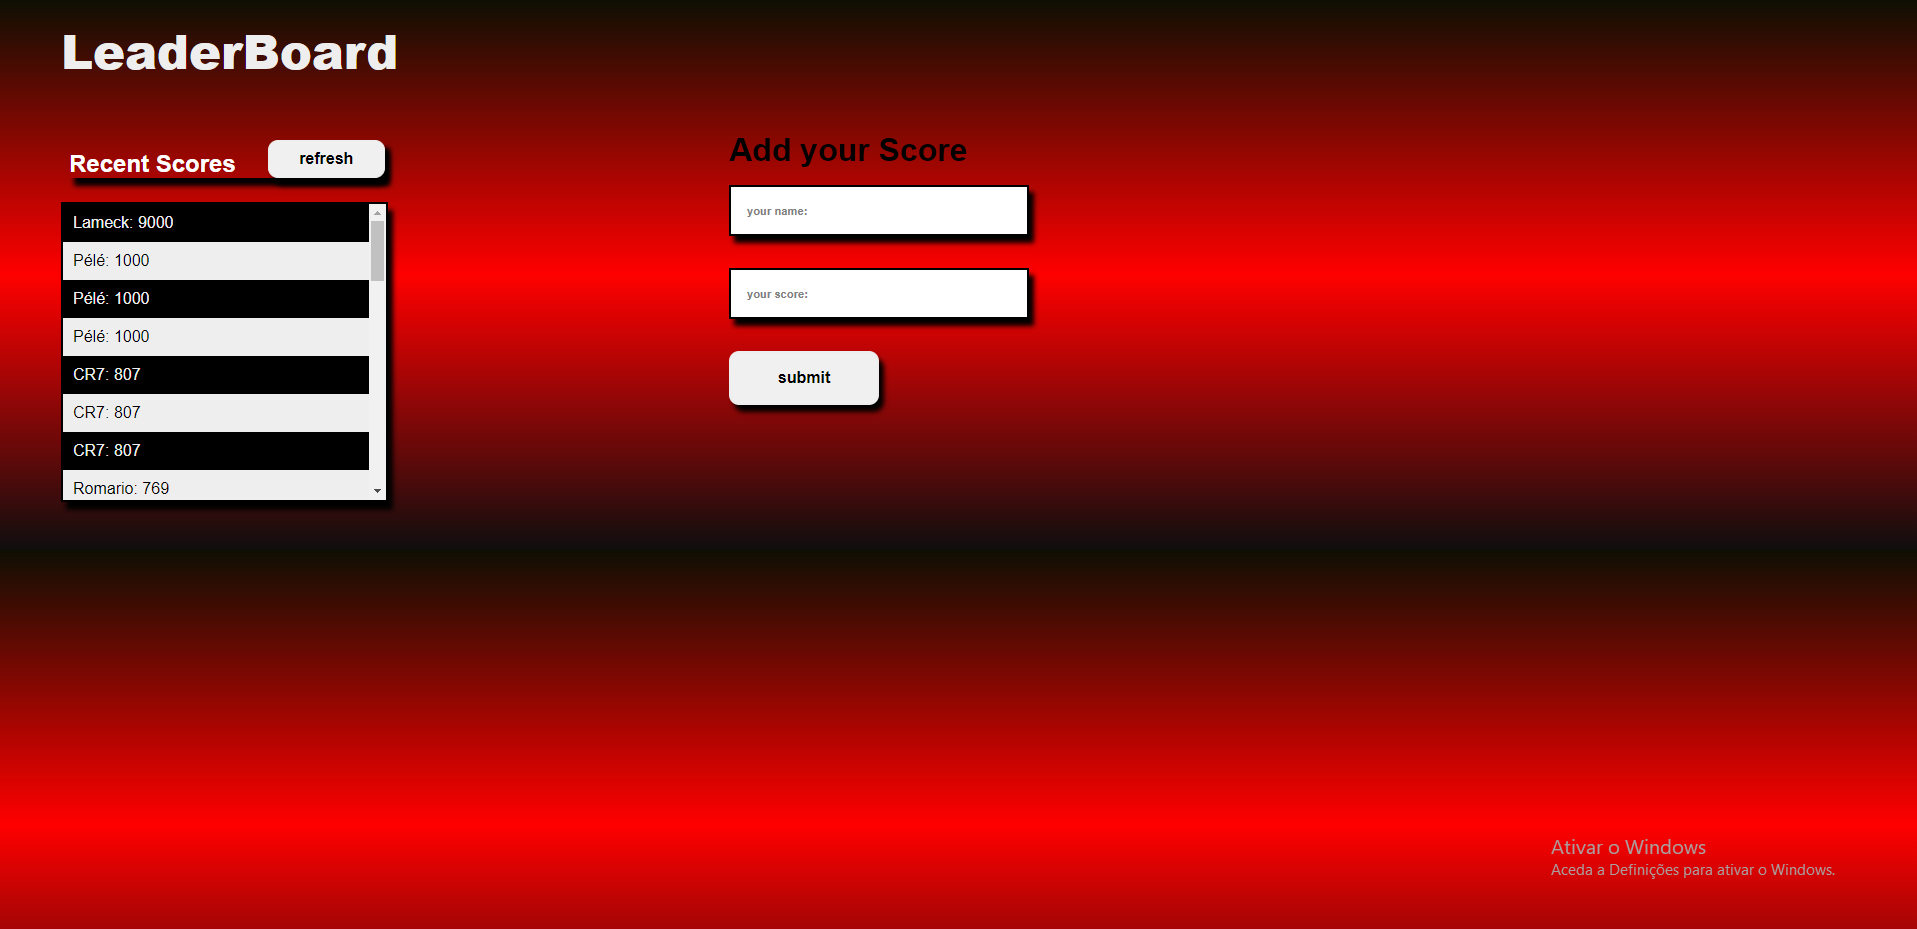 LeaderBoard
Recent Scores
refresh
Lameck: 9000
Pélé: 1000
Pélé: 1000
Pélé: 1000
CR7: 807
CR7: 807
CR7: 807
Romario: 769
Add your Score
your name:
your score:
submit
Ativar o Windows
Aceda a Definições para ativar o Windows.